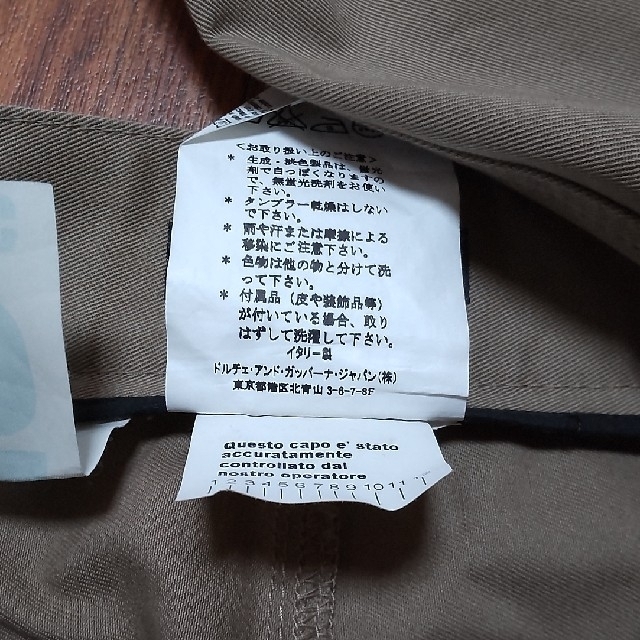 <お取り扱い上のご注意>
* 生成・淡色製品は、蛍光
剤で白っぽくなりますの
で、無蛍光洗剤をお使い
下さい。
* タンブラー乾燥はしない
で下さい。
* 雨や汗または摩擦による
移染にご注意下さい。
* 色物は他の物と分けて洗
って下さい。
* 付属品（皮や装飾品等）
が付いている場合、取り
はずして洗濯して下さい。
イタリー製
ドルチェ・アンド・ガッバーナ・ジャパン(株)
東京都港区北青山 3-6-7-6F
Questo capo e' stato
accuratamente
controllato dal
nostro operatore
1 2 3 4 5 6 7 8 9 10 11